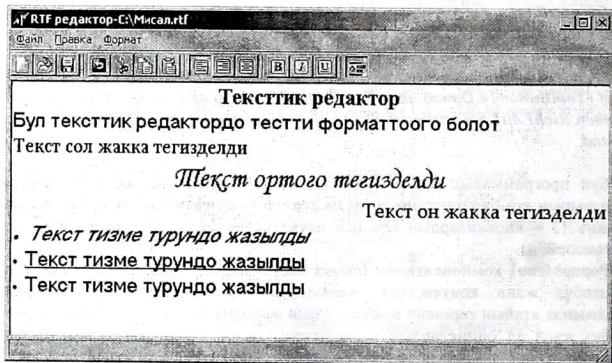 RTF редактор-C:\Мисал.rtf
Файл Правка Формат
B I U
Тексттик редактор
Бул тексттик редактордо тестти форматтоого болот
Текст сол жакка тегизделди
Текст ортого тегизделди
Текст он жакка тегизделди
• Текст тизме турундо жазылды
• Текст тизме турундо жазылды
• Текст тизме турундо жазылды